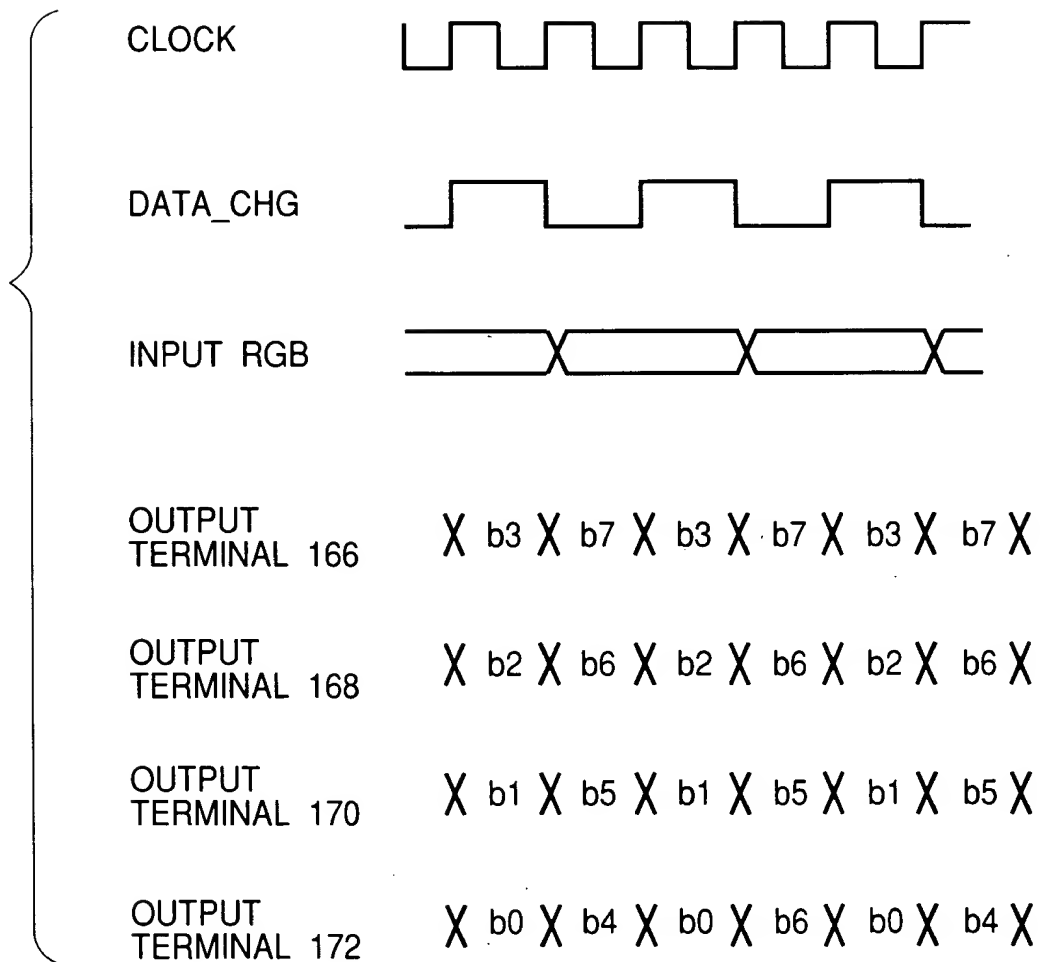 CLOCK
DATA_CHG
INPUT RGB
OUTPUT
TERMINAL 166
b3 b7 b3 b7 b3 b7
OUTPUT
TERMINAL 168
b2 b6 b2 b6 b2 b6
OUTPUT
TERMINAL 170
b1 b5 b1 b5 b1 b5
OUTPUT
TERMINAL 172
b0 b4 b0 b6 b0 b4